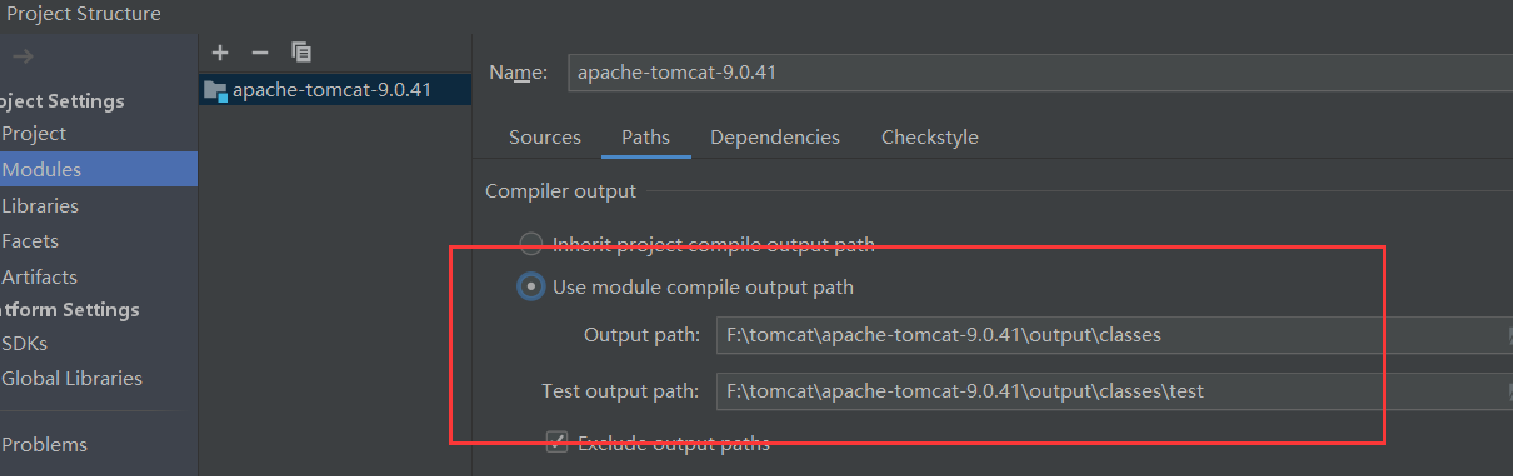 Project Structure
oject Settings
Project
Modules
Libraries
Facets
Artifacts
tform Settings
SDKs
Global Libraries
Problems
apache-tomcat-9.0.41
Name: apache-tomcat-9.0.41
Sources Paths Dependencies Checkstyle
Compiler output
Inherit project compile output path
Use module compile output path
Output path: F:\tomcat\apache-tomcat-9.0.41\output\classes
Test output path: F:\tomcat\apache-tomcat-9.0.41\output\classes\test
Exclude output paths